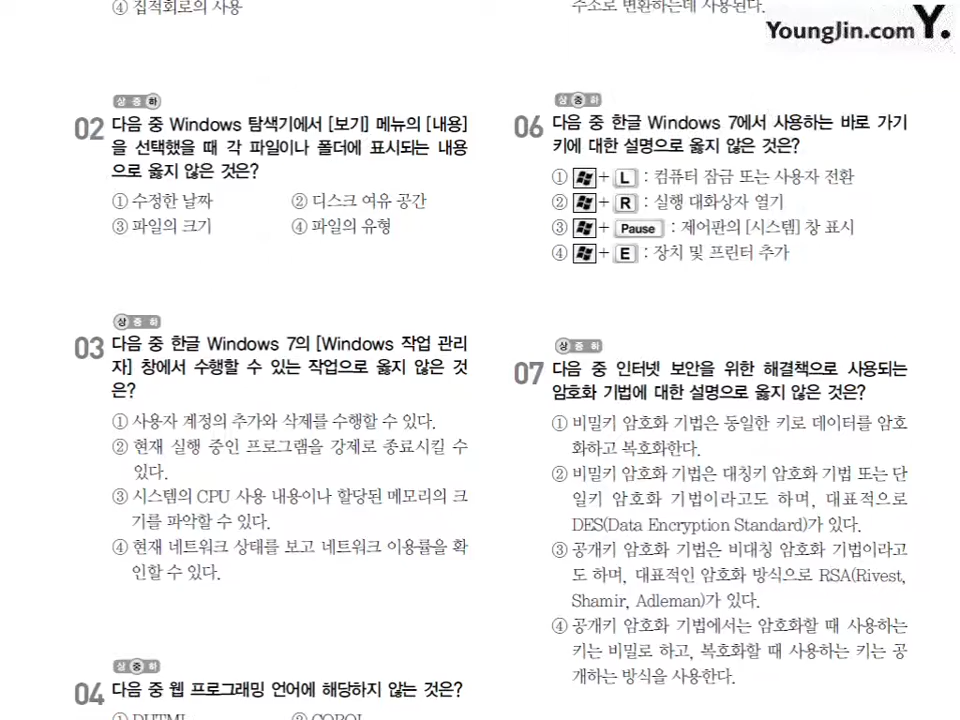 ④ 집적회로의 사용
02 다음 중 Windows 탐색기에서 [보기] 메뉴의 [내용]
을 선택했을 때 각 파일이나 폴더에 표시되는 내용
으로 옳지 않은 것은?
① 수정한 날짜 ② 디스크 여유 공간
③ 파일의 크기 ④ 파일의 유형
상 중 하
03 다음 중 한글 Windows 7의 [Windows 작업 관리
자] 창에서 수행할 수 있는 작업으로 옳지 않은 것
은?
① 사용자 계정의 추가와 삭제를 수행할 수 있다.
② 현재 실행 중인 프로그램을 강제로 종료시킬 수
있다.
③ 시스템의 CPU 사용 내용이나 할당된 메모리의 크
기를 파악할 수 있다.
④ 현재 네트워크 상태를 보고 네트워크 이용률을 확
인할 수 있다.
상 중 하
04 다음 중 웹 프로그래밍 언어에 해당하지 않는 것은?
① DHTML ② COBOL
주소로 변환하는데 사용된다.
YoungJin.com Y.
상 중 하
06 다음 중 한글 Windows 7에서 사용하는 바로 가기
키에 대한 설명으로 옳지 않은 것은?
① + L : 컴퓨터 잠금 또는 사용자 전환
② + R : 실행 대화상자 열기
③ + Pause : 제어판의 [시스템] 창 표시
④ + E : 장치 및 프린터 추가
상 중 하
07 다음 중 인터넷 보안을 위한 해결책으로 사용되는
암호화 기법에 대한 설명으로 옳지 않은 것은?
① 비밀키 암호화 기법은 동일한 키로 데이터를 암호
화하고 복호화한다.
② 비밀키 암호화 기법은 대칭키 암호화 기법 또는 단
일키 암호화 기법이라고도 하며, 대표적으로
DES(Data Encryption Standard)가 있다.
③ 공개키 암호화 기법은 비대칭 암호화 기법이라고
도 하며, 대표적인 암호화 방식으로 RSA(Rivest,
Shamir, Adleman)가 있다.
④ 공개키 암호화 기법에서는 암호화할 때 사용하는
키는 비밀로 하고, 복호화할 때 사용하는 키는 공
개하는 방식을 사용한다.